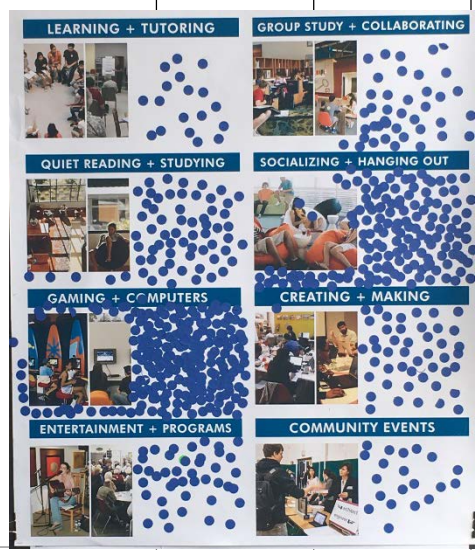 LEARNING + TUTORING
GROUP STUDY + COLLABORATING
QUIET READING + STUDYING
SOCIALIZING + HANGING OUT
GAMING + COMPUTERS
CREATING + MAKING
ENTERTAINMENT + PROGRAMS
COMMUNITY EVENTS